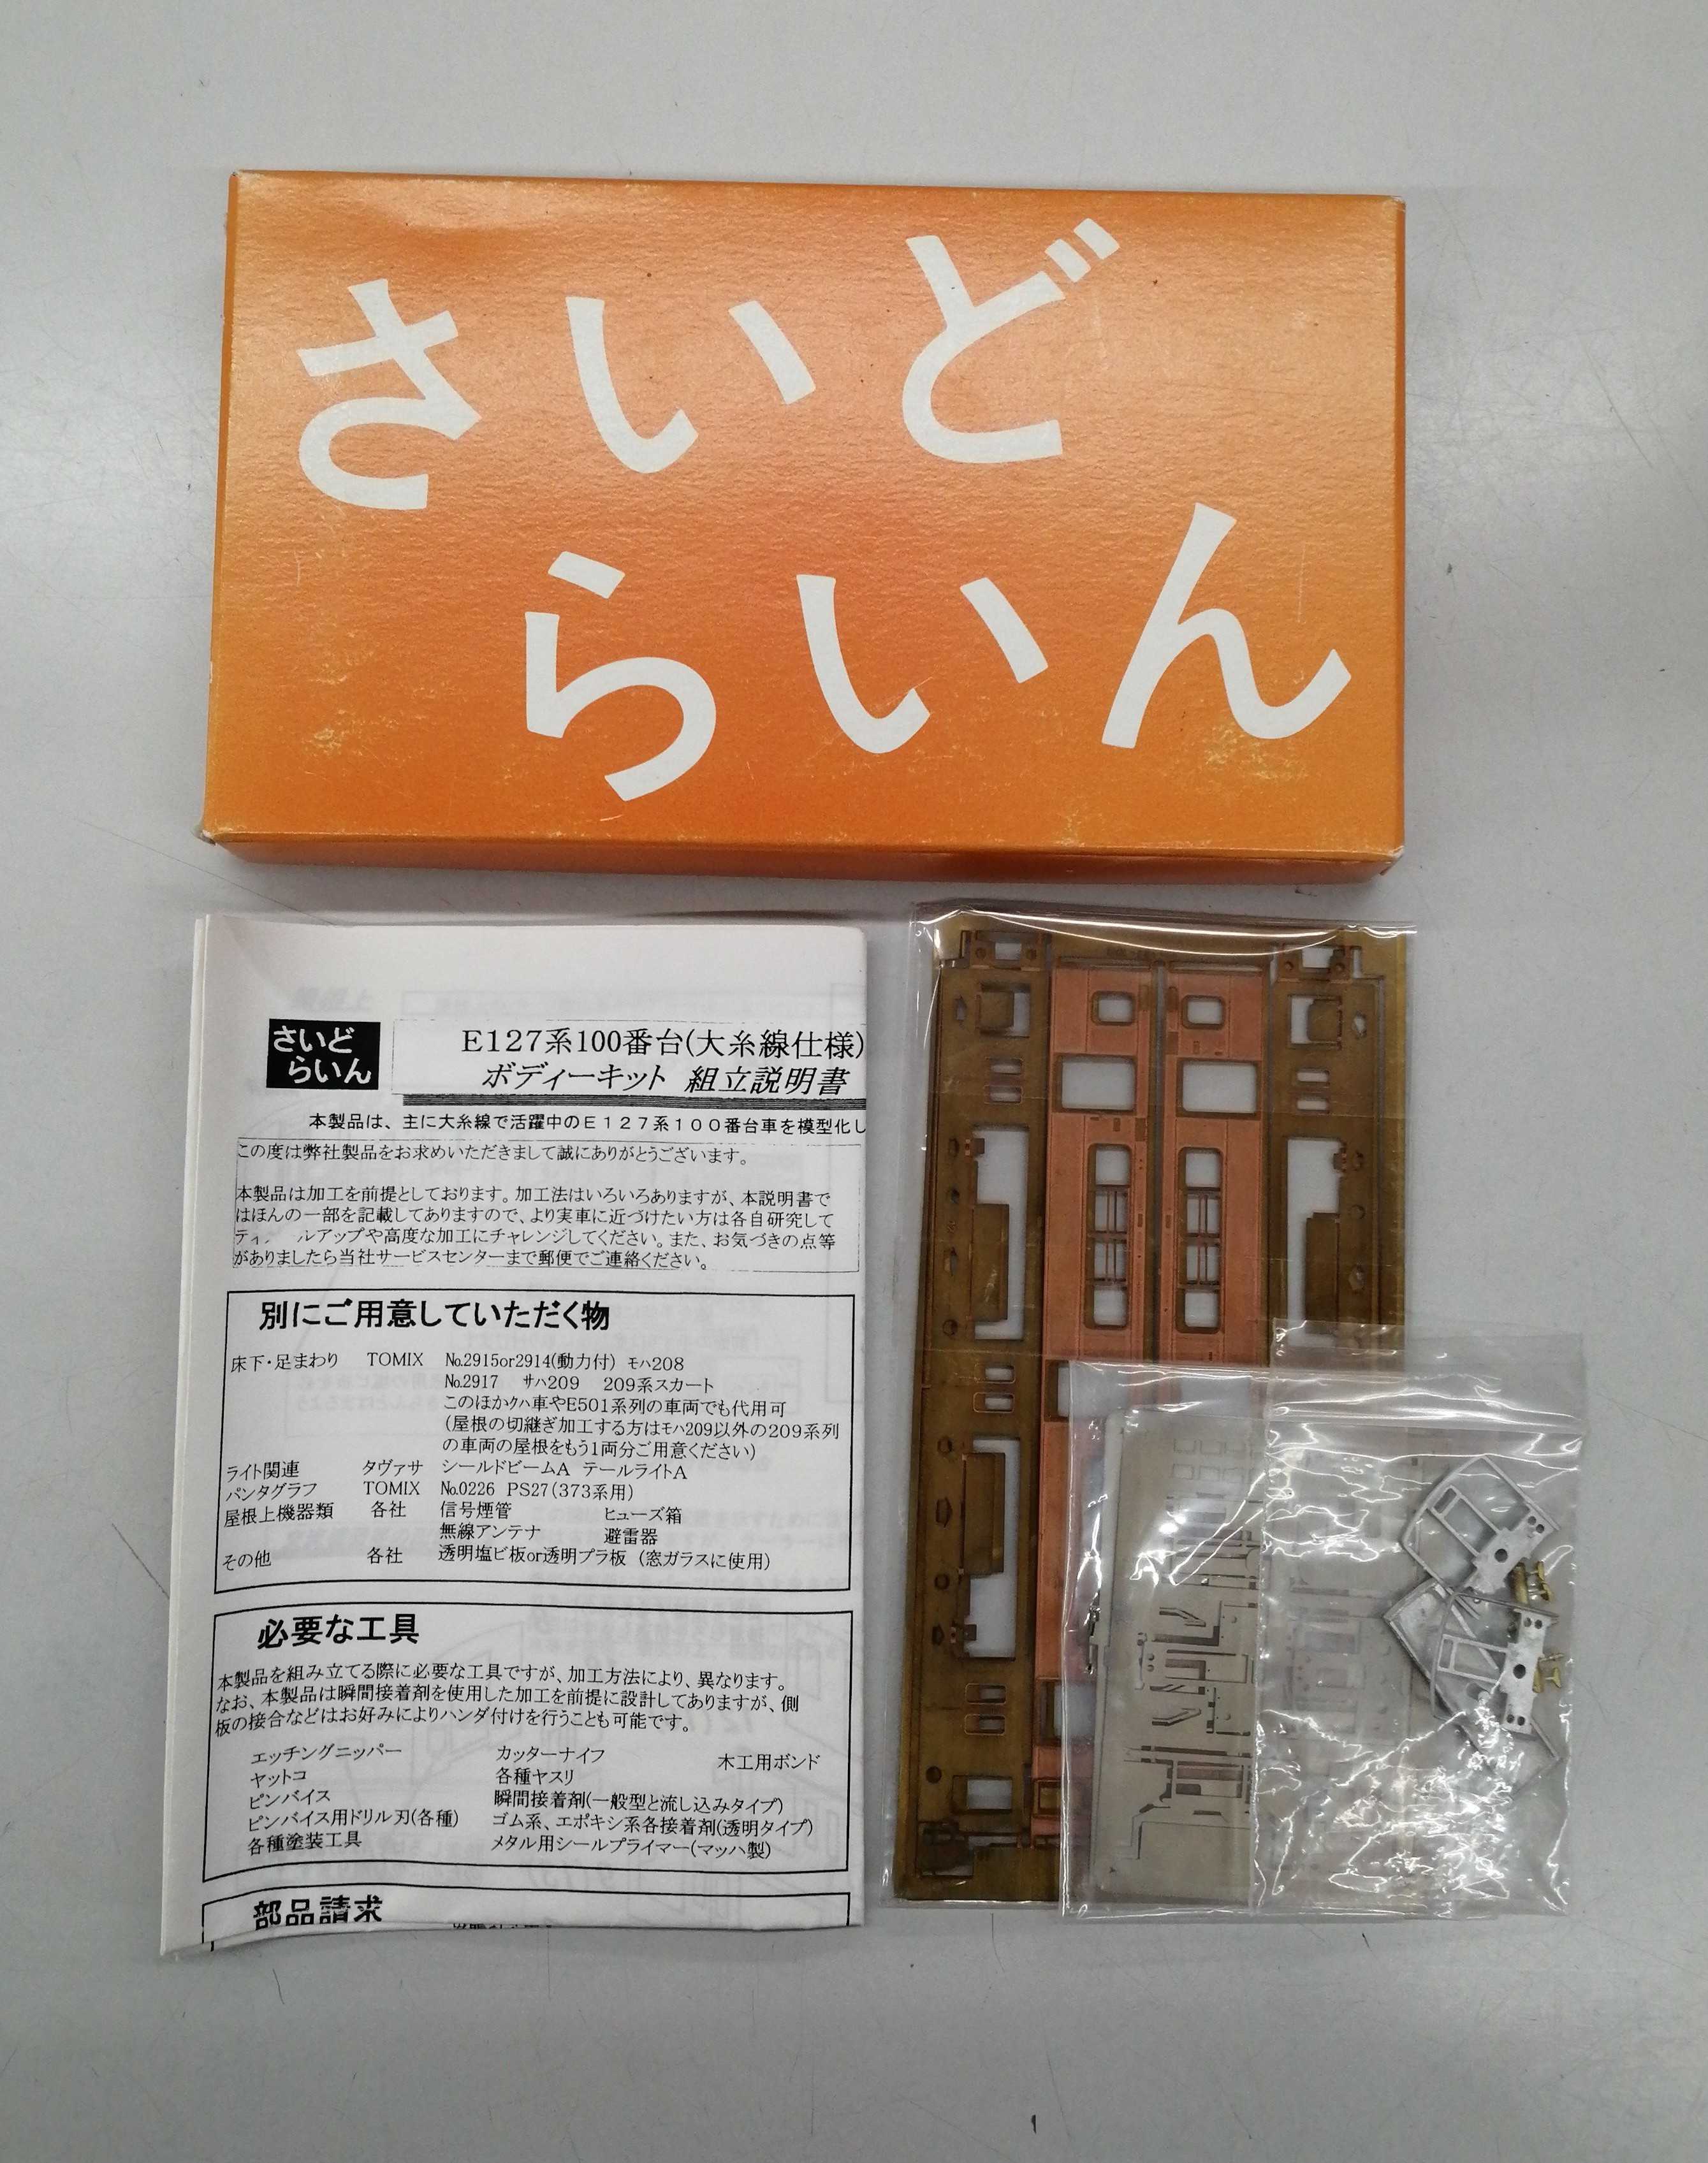 さいど
らいん
さいど
らいん
E127系100番台(大糸線仕様)
ボディーキット 組立説明書
本製品は、主に大糸線で活躍中のE127系100番台車を模型化し
この度は弊社製品をお求めいただきまして誠にありがとうございます。
本製品は加工を前提としております。加工法はいろいろありますが、本説明書で
はほんの一部を記載してありますので、より実車に近づけたい方は各自研究して
ルアップや高度な加工にチャレンジしてください。また、お気づきの点等
がありましたら当社サービスセンターまで郵便でご連絡ください。
別にご用意していただく物
床下・足まわり TOMIX №2915or2914(動力付) モハ208
№2917 サハ209 209系スカート
このほかクハ車やE501系列の車両でも代用可
(屋根の切継ぎ加工する方はモハ209以外の209系列
の車両の屋根をもう1両分ご用意ください)
ライト関連 タヴァサ シールドビームA テールライトA
パンタグラフ TOMIX №0226 PS27(373系用)
屋根上機器類 各社 信号煙管 ヒューズ箱
無線アンテナ 避雷器
その他 各社 透明塩ビ板or透明プラ板 (窓ガラスに使用)
必要な工具
本製品を組み立てる際に必要な工具ですが、加工方法により、異なります。
なお、本製品は瞬間接着剤を使用した加工を前提に設計してありますが、側
板の接合などはお好みによりハンダ付けを行うことも可能です。
エッチングニッパー カッターナイフ 木工用ボンド
ヤットコ 各種ヤスリ
ピンバイス 瞬間接着剤(一般型と流し込みタイプ)
ピンバイス用ドリル刃(各種) ゴム系、エポキシ系各接着剤(透明タイプ)
各種塗装工具 メタル用シールプライマー(マッハ製)
部品請求